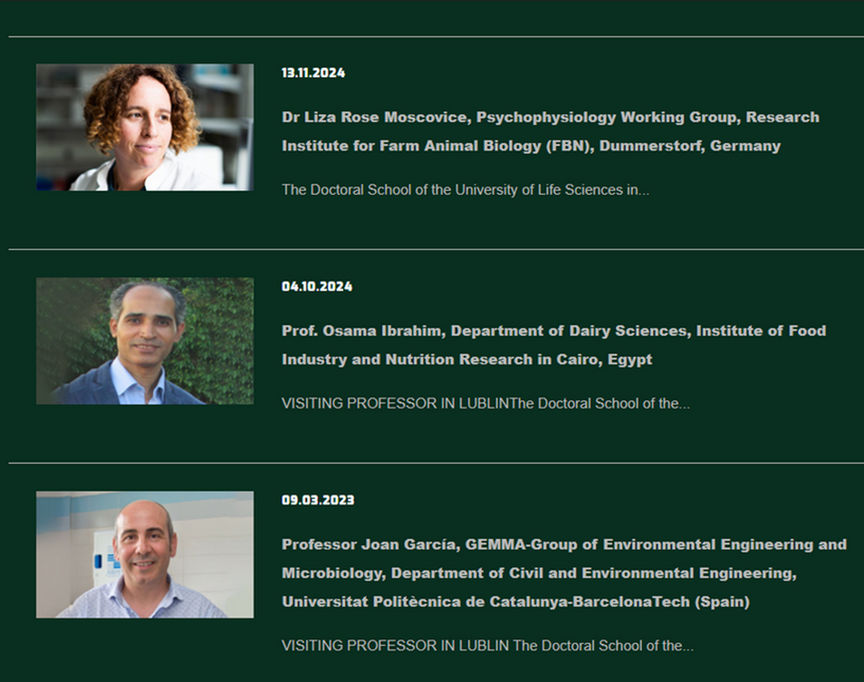 13.11.2024
Dr Liza Rose Moscovice, Psychophysiology Working Group, Research
Institute for Farm Animal Biology (FBN), Dummerstorf, Germany
The Doctoral School of the University of Life Sciences in...
04.10.2024
Prof. Osama Ibrahim, Department of Dairy Sciences, Institute of Food
Industry and Nutrition Research in Cairo, Egypt
VISITING PROFESSOR IN LUBLINThe Doctoral School of the...
09.03.2023
Professor Joan García, GEMMA-Group of Environmental Engineering and
Microbiology, Department of Civil and Environmental Engineering,
Universitat Politècnica de Catalunya-BarcelonaTech (Spain)
VISITING PROFESSOR IN LUBLIN The Doctoral School of the...